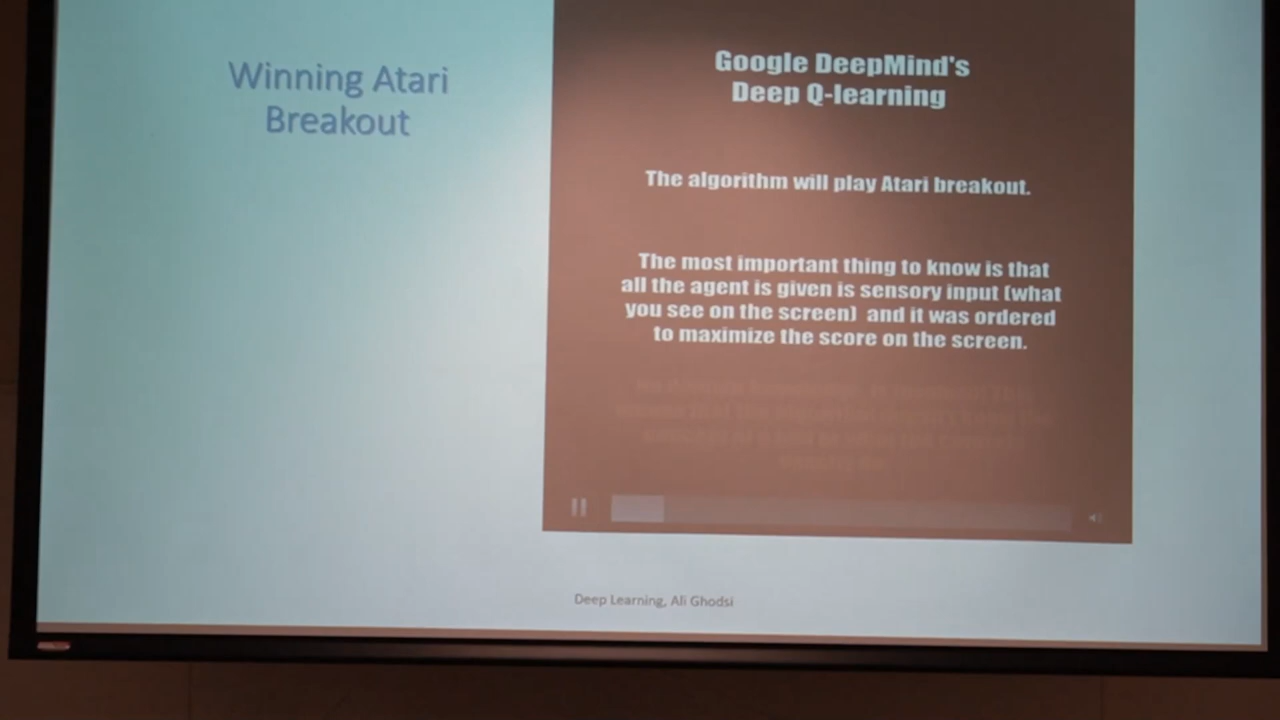 Winning Atari
Breakout
Google DeepMind's
Deep Q-learning
The algorithm will play Atari breakout.
The most important thing to know is that
all the agent is given is sensory input (what
you see on the screen) and it was ordered
to maximize the score on the screen.
Deep Learning, Ali Ghodsi